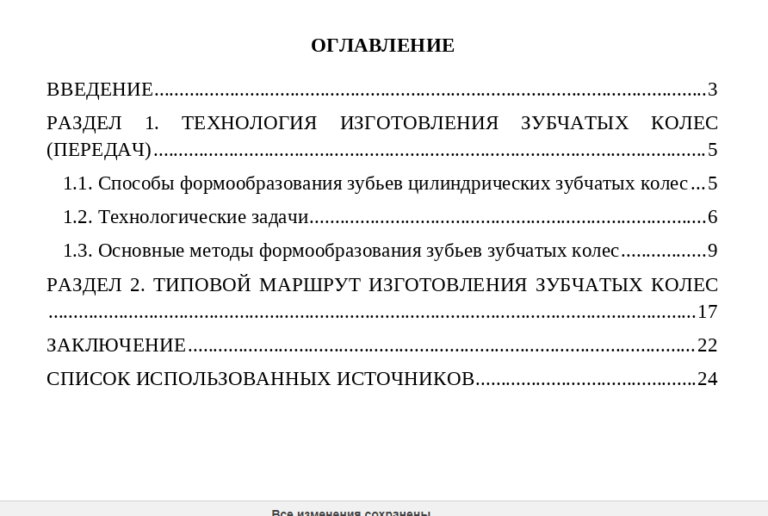 ОГЛАВЛЕНИЕ
ВВЕДЕНИЕ........................................................................................................3
РАЗДЕЛ 1. ТЕХНОЛОГИЯ ИЗГОТОВЛЕНИЯ ЗУБЧАТЫХ КОЛЕС
(ПЕРЕДАЧ)........................................................................................................5
1.1. Способы формообразования зубьев цилиндрических зубчатых колес...5
1.2. Технологические задачи..............................................................................6
1.3. Основные методы формообразования зубьев зубчатых колес.................9
РАЗДЕЛ 2. ТИПОВОЙ МАРШРУТ ИЗГОТОВЛЕНИЯ ЗУБЧАТЫХ КОЛЕС
................................................................................................................................17
ЗАКЛЮЧЕНИЕ....................................................................................................22
СПИСОК ИСПОЛЬЗОВАННЫХ ИСТОЧНИКОВ............................................24
Все изменения сохранены